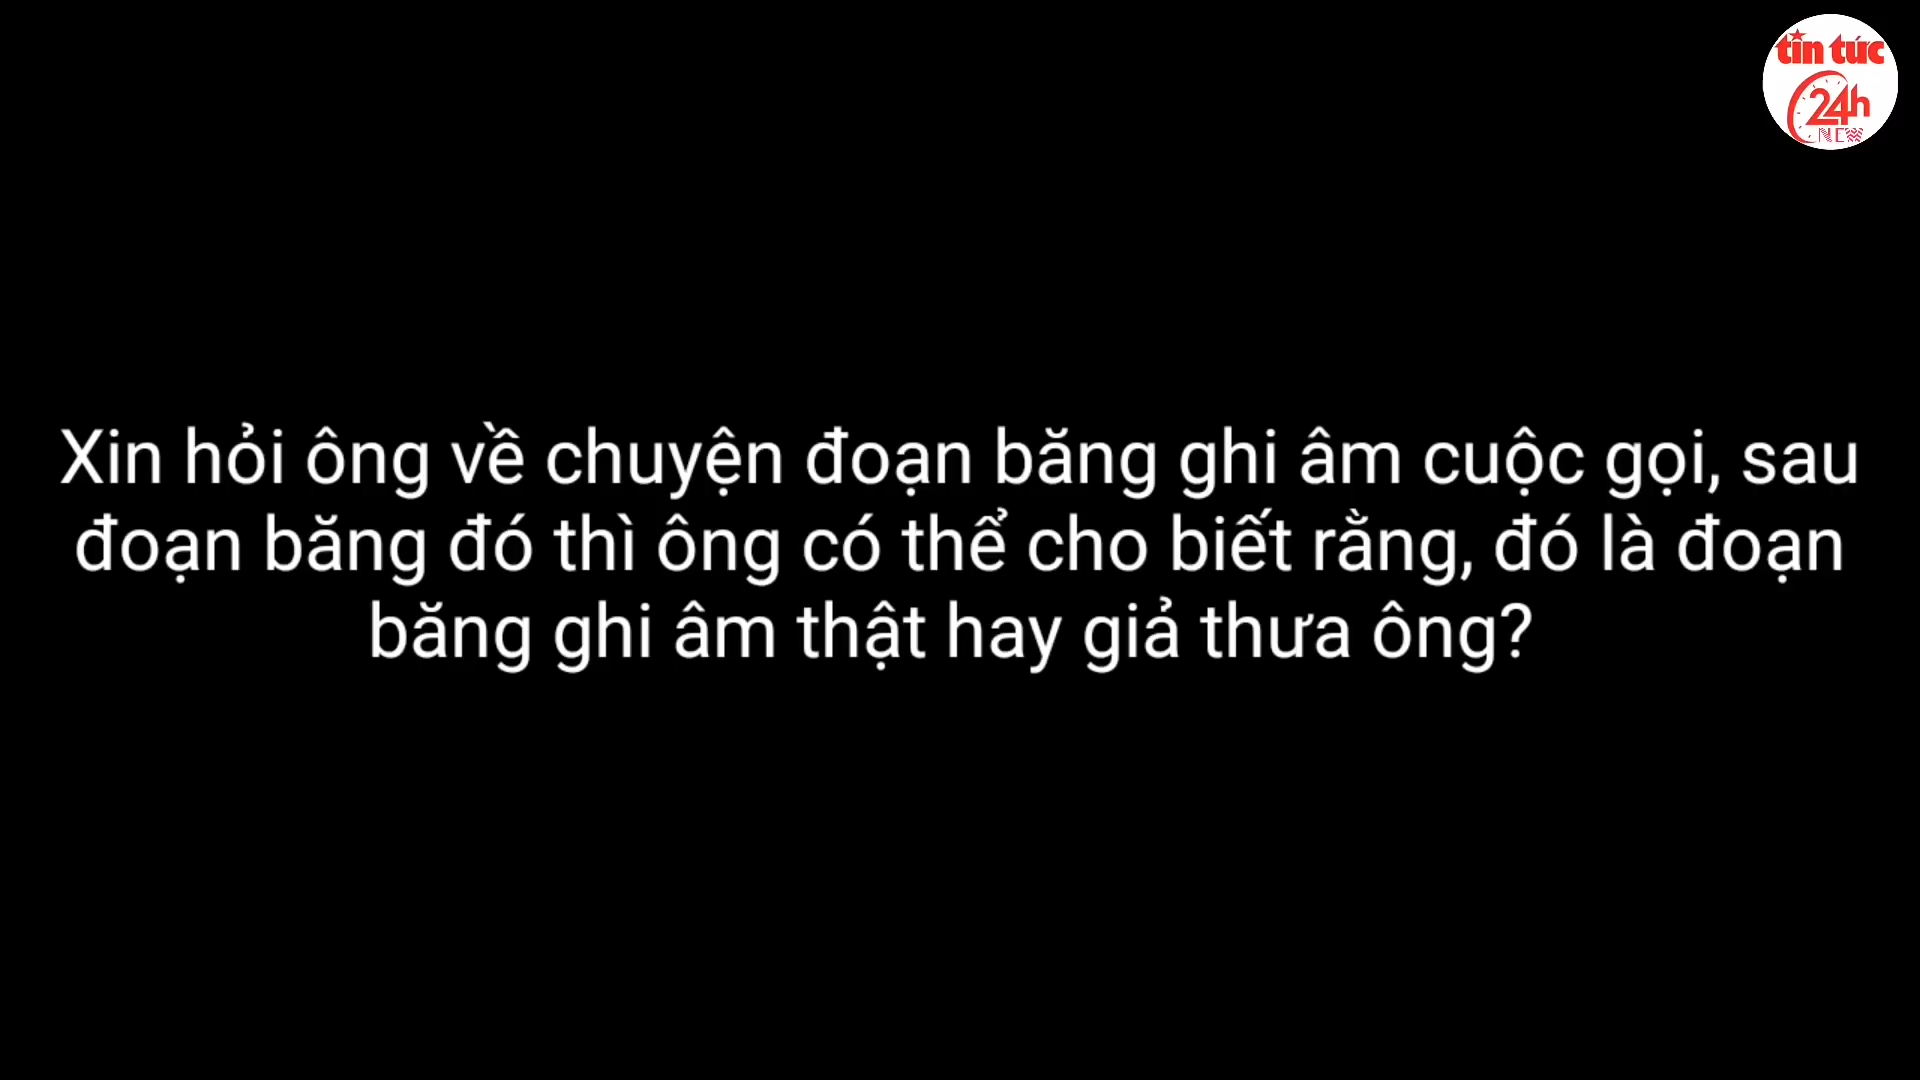 tin tức
24h
NEW
Xin hỏi ông về chuyện đoạn băng ghi âm cuộc gọi, sau
đoạn băng đó thì ông có thể cho biết rằng, đó là đoạn
băng ghi âm thật hay giả thưa ông?